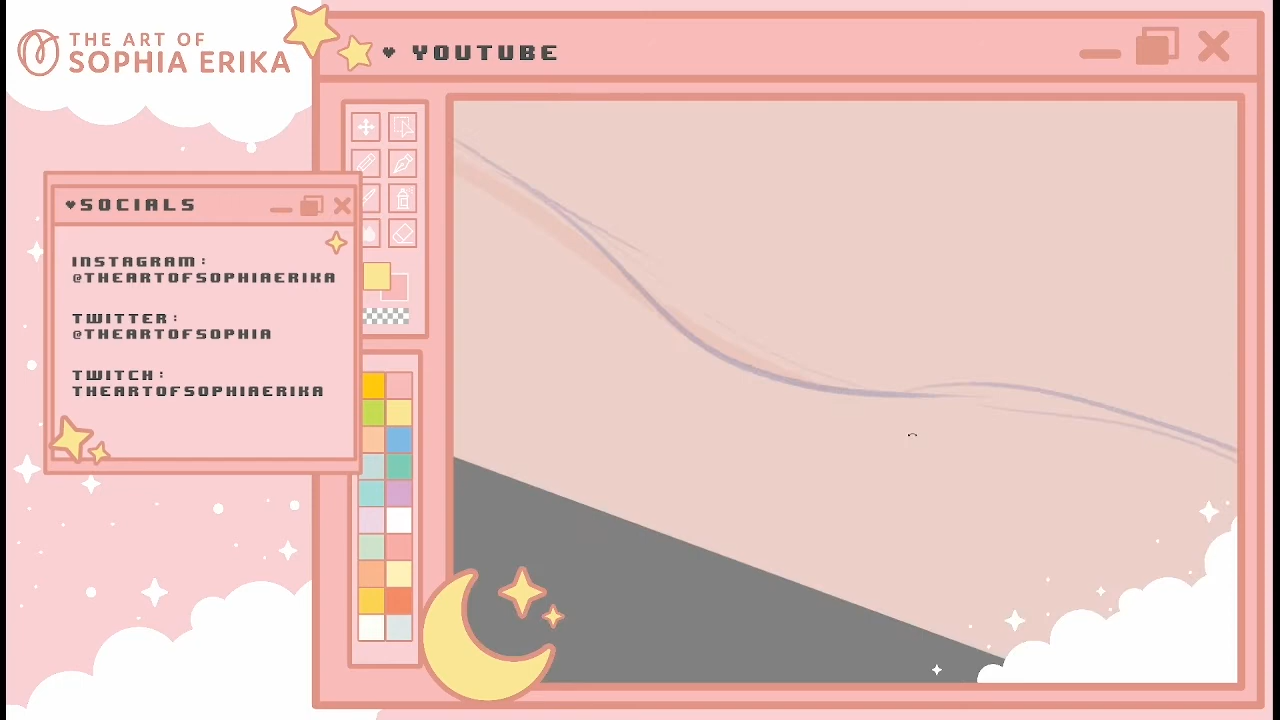 THE ART OF
SOPHIA ERIKA
♥ YOUTUBE
♥SOCIALS
INSTAGRAM:
@THEARTOFSOPHIAERIKA
TWITTER:
@THEARTOFSOPHIA
TWITCH:
THEARTOFSOPHIAERIKA